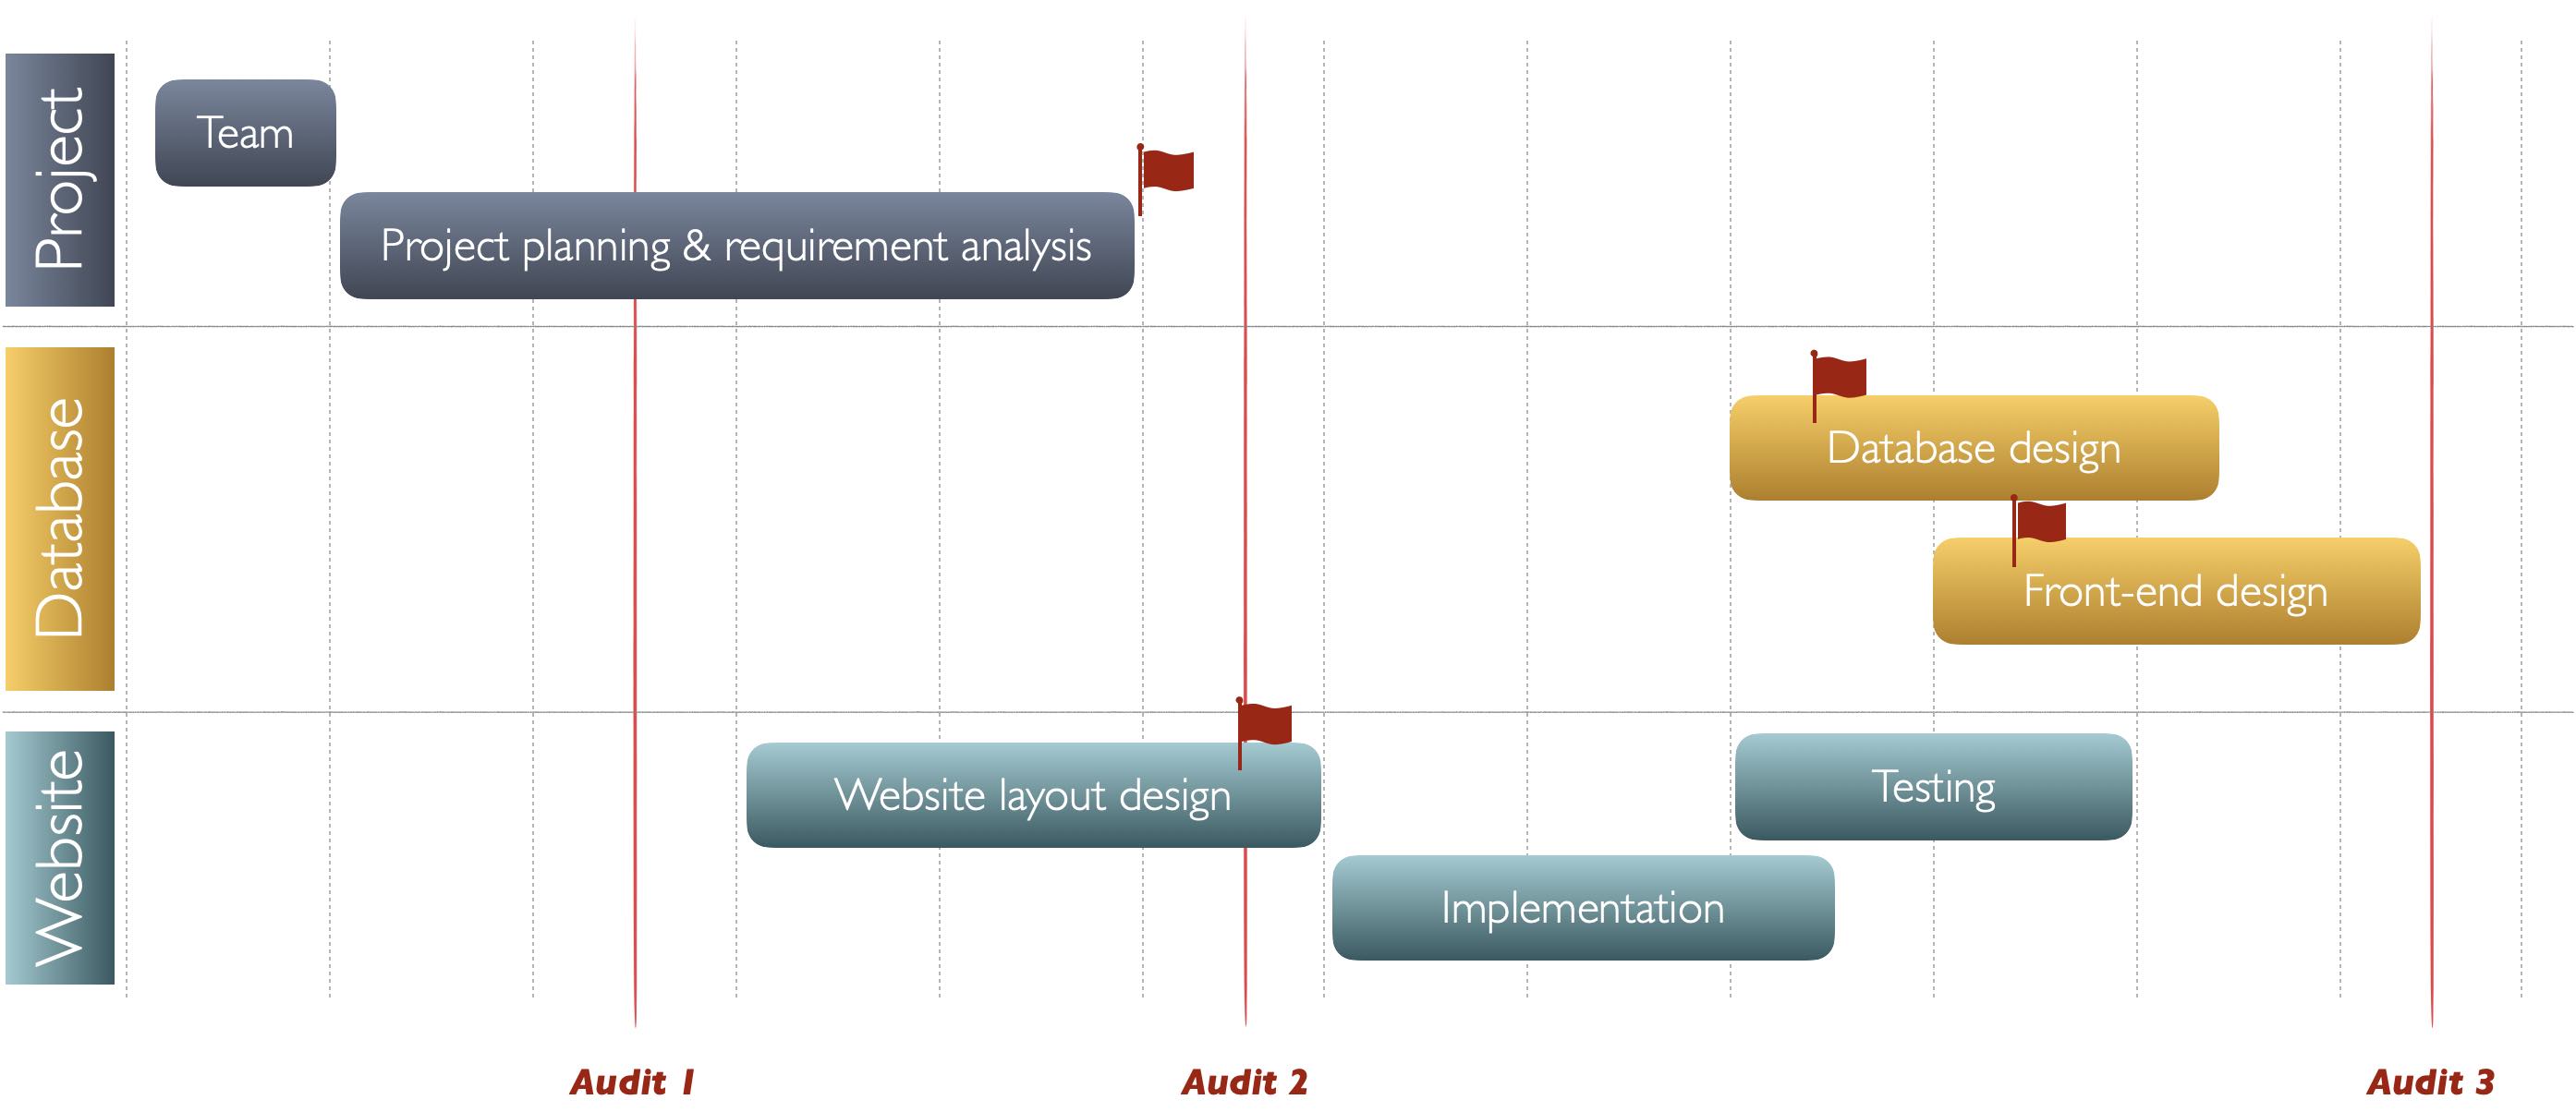 Project
Team
Project planning & requirement analysis
Database
Database design
Front-end design
Website
Website layout design
Testing
Implementation
Audit 1
Audit 2
Audit 3